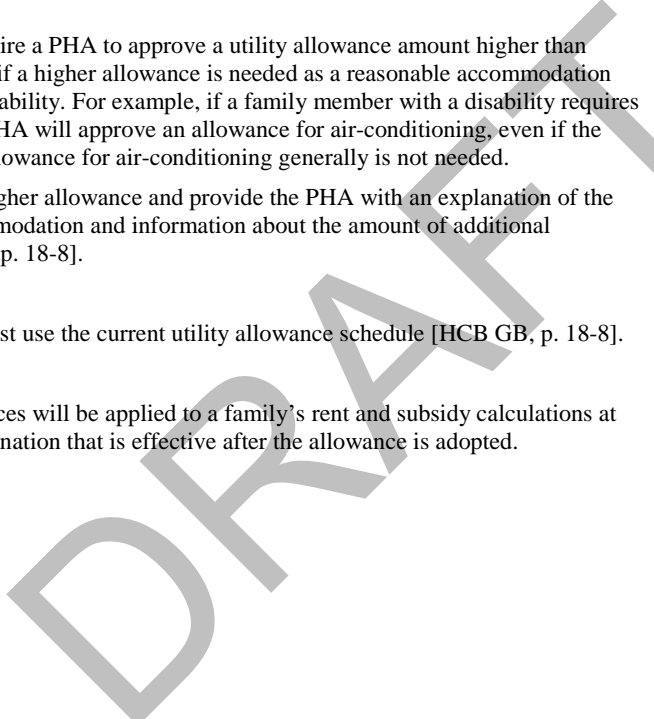 ire a PHA to approve a utility allowance amount higher than
if a higher allowance is needed as a reasonable accommodation
ability. For example, if a family member with a disability requires
HA will approve an allowance for air-conditioning, even if the
lowance for air-conditioning generally is not needed.
gher allowance and provide the PHA with an explanation of the
modation and information about the amount of additional
p. 18-8].
st use the current utility allowance schedule [HCB GB, p. 18-8].
ces will be applied to a family’s rent and subsidy calculations at
nation that is effective after the allowance is adopted.
DRAFT